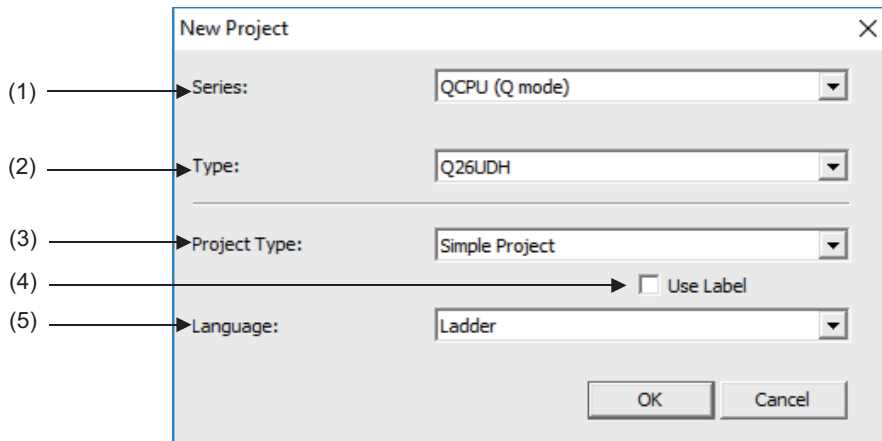 New Project
(1) Series: QCPU (Q mode)
(2) Type: Q26UDH
(3) Project Type: Simple Project
(4) Use Label
(5) Language: Ladder
OK Cancel